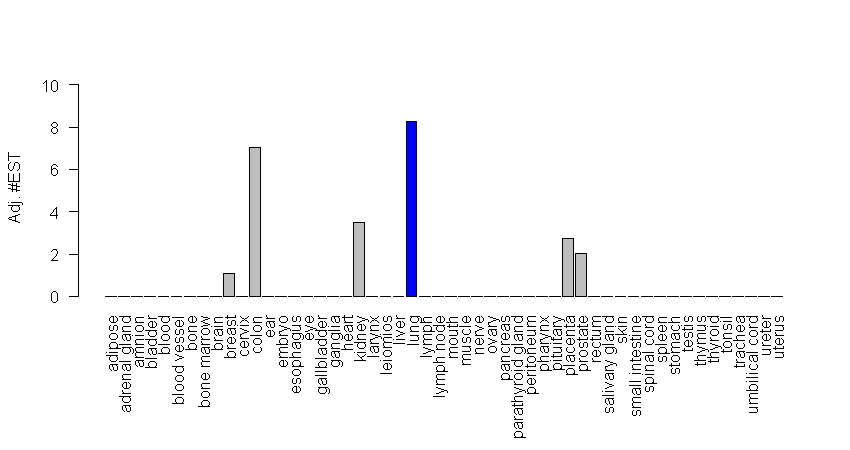 Adj. #EST
10
8
6
4
2
0
adipose
adrenal gland
amnion
bladder
blood
blood vessel
bone
bone marrow
brain
breast
cervix
colon
ear
embryo
esophagus
eye
gallbladder
ganglia
heart
kidney
larynx
leiomios
liver
lung
lymph
lymph node
mouth
muscle
nerve
ovary
pancreas
parathyroid gland
peritoneum
pharynx
pituitary
placenta
prostate
rectum
salivary gland
skin
small intestine
spinal cord
spleen
stomach
testis
thymus
thyroid
tonsil
trachea
umbilical cord
ureter
uterus